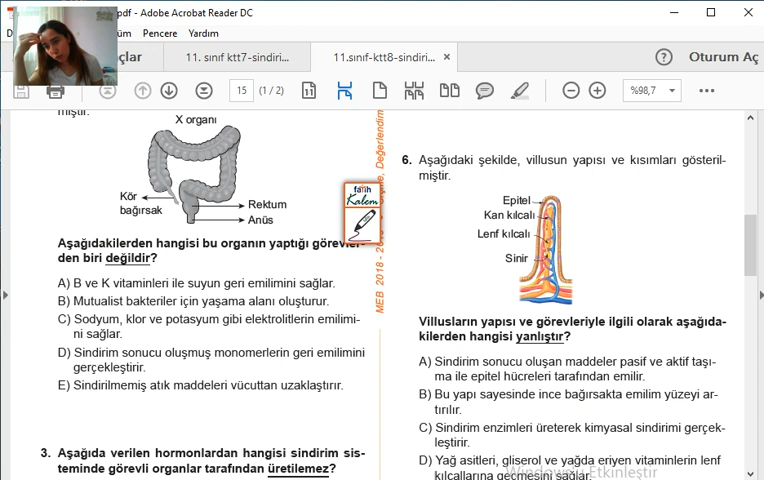 pdf - Adobe Acrobat Reader DC
Pencere Yardım
çlar
11. sınıf ktt7-sindiri...
11.sınıf-ktt8-sindiri... ×
Oturum Aç
15 (1 / 2)
%98,7
mıştır.
X organı
Kör
bağırsak
Rektum
Anüs
Aşağıdakilerden hangisi bu organın yaptığı görevler-
den biri değildir?
A) B ve K vitaminleri ile suyun geri emilimini sağlar.
B) Mutualist bakteriler için yaşama alanı oluşturur.
C) Sodyum, klor ve potasyum gibi elektrolitlerin emilimi-
ni sağlar.
D) Sindirim sonucu oluşmuş monomerlerin geri emilimini
gerçekleştirir.
E) Sindirilmemiş atık maddeleri vücuttan uzaklaştırır.
3. Aşağıda verilen hormonlardan hangisi sindirim sis-
teminde görevli organlar tarafından üretilemez?
fatih
Kalem
MEB 2018 - 20 Değerlendirm
6. Aşağıdaki şekilde, villusun yapısı ve kısımları gösteril-
miştir.
Epitel
Kan kılcalı
Lenf kılcalı
Sinir
Villusların yapısı ve görevleriyle ilgili olarak aşağıda-
kilerden hangisi yanlıştır?
A) Sindirim sonucu oluşan maddeler pasif ve aktif taşı-
ma ile epitel hücreleri tarafından emilir.
B) Bu yapı sayesinde ince bağırsakta emilim yüzeyi ar-
tırılır.
C) Sindirim enzimleri üreterek kimyasal sindirimi gerçek-
leştirir.
D) Yağ asitleri, gliserol ve yağda eriyen vitaminlerin lenf
kılcallarına geçmesini sağlar.
Windows'u Etkinleştir